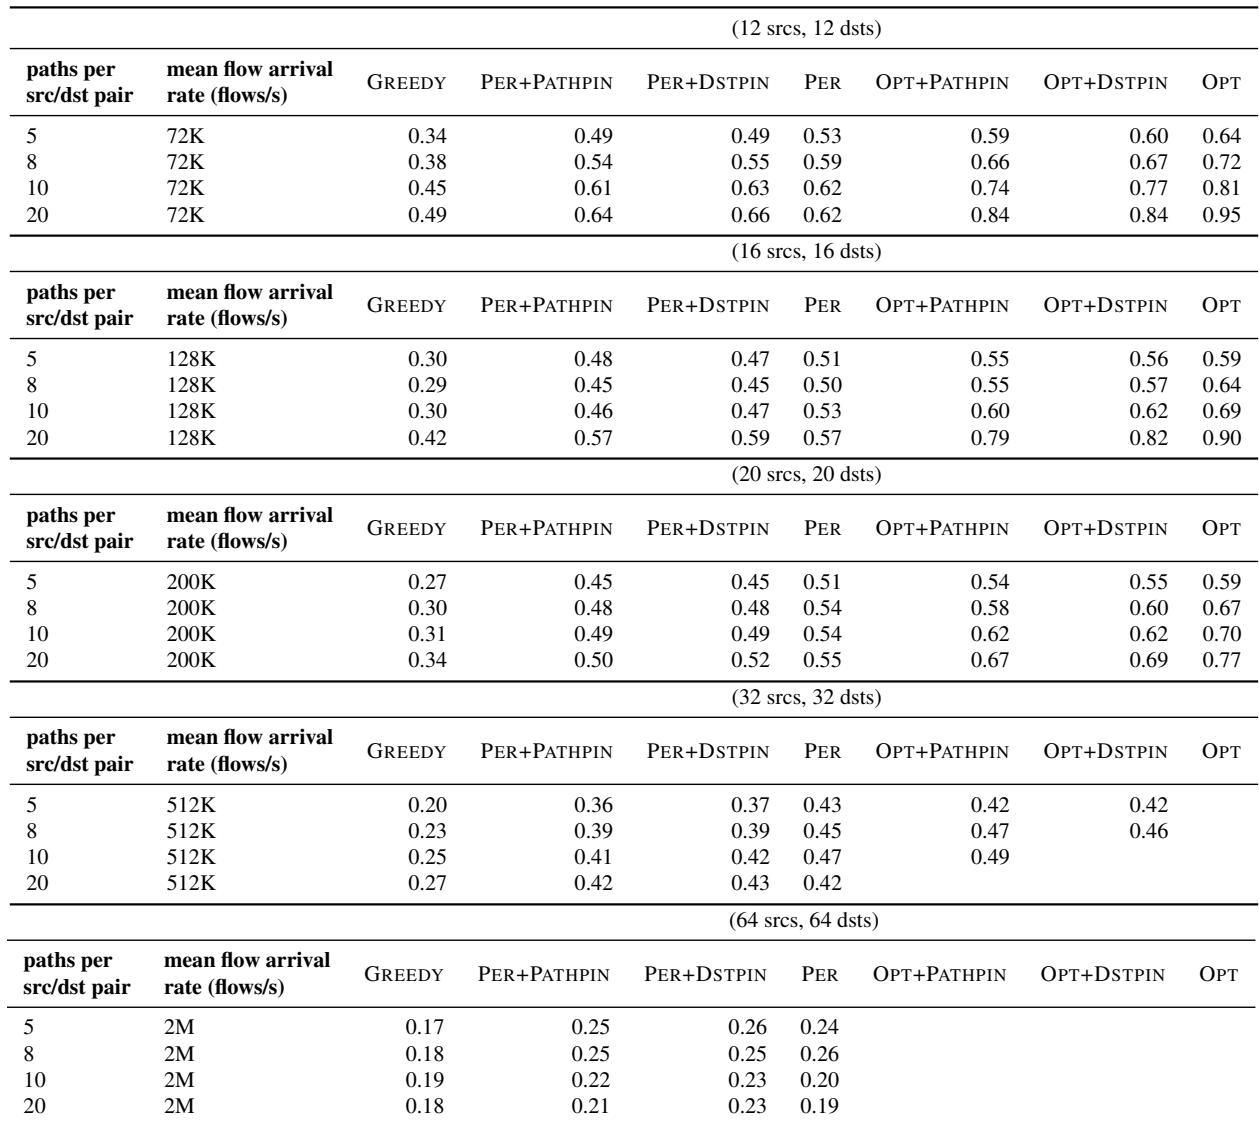 (12 srcs, 12 dsts)
paths per src/dst pair mean flow arrival rate (flows/s) GREEDY PER+PATHPIN PER+DSTPIN PER OPT+PATHPIN OPT+DSTPIN OPT
5 72K 0.34 0.49 0.49 0.53 0.59 0.60 0.64
8 72K 0.38 0.54 0.55 0.59 0.66 0.67 0.72
10 72K 0.45 0.61 0.63 0.62 0.74 0.77 0.81
20 72K 0.49 0.64 0.66 0.62 0.84 0.84 0.95
(16 srcs, 16 dsts)
paths per src/dst pair mean flow arrival rate (flows/s) GREEDY PER+PATHPIN PER+DSTPIN PER OPT+PATHPIN OPT+DSTPIN OPT
5 128K 0.30 0.48 0.47 0.51 0.55 0.56 0.59
8 128K 0.29 0.45 0.45 0.50 0.55 0.57 0.64
10 128K 0.30 0.46 0.47 0.53 0.60 0.62 0.69
20 128K 0.42 0.57 0.59 0.57 0.79 0.82 0.90
(20 srcs, 20 dsts)
paths per src/dst pair mean flow arrival rate (flows/s) GREEDY PER+PATHPIN PER+DSTPIN PER OPT+PATHPIN OPT+DSTPIN OPT
5 200K 0.27 0.45 0.45 0.51 0.54 0.55 0.59
8 200K 0.30 0.48 0.48 0.54 0.58 0.60 0.67
10 200K 0.31 0.49 0.49 0.54 0.62 0.62 0.70
20 200K 0.34 0.50 0.52 0.55 0.67 0.69 0.77
(32 srcs, 32 dsts)
paths per src/dst pair mean flow arrival rate (flows/s) GREEDY PER+PATHPIN PER+DSTPIN PER OPT+PATHPIN OPT+DSTPIN OPT
5 512K 0.20 0.36 0.37 0.43 0.42 0.42
8 512K 0.23 0.39 0.39 0.45 0.47 0.46
10 512K 0.25 0.41 0.42 0.47 0.49
20 512K 0.27 0.42 0.43 0.42
(64 srcs, 64 dsts)
paths per src/dst pair mean flow arrival rate (flows/s) GREEDY PER+PATHPIN PER+DSTPIN PER OPT+PATHPIN OPT+DSTPIN OPT
5 2M 0.17 0.25 0.26 0.24
8 2M 0.18 0.25 0.25 0.26
10 2M 0.19 0.22 0.23 0.20
20 2M 0.18 0.21 0.23 0.19